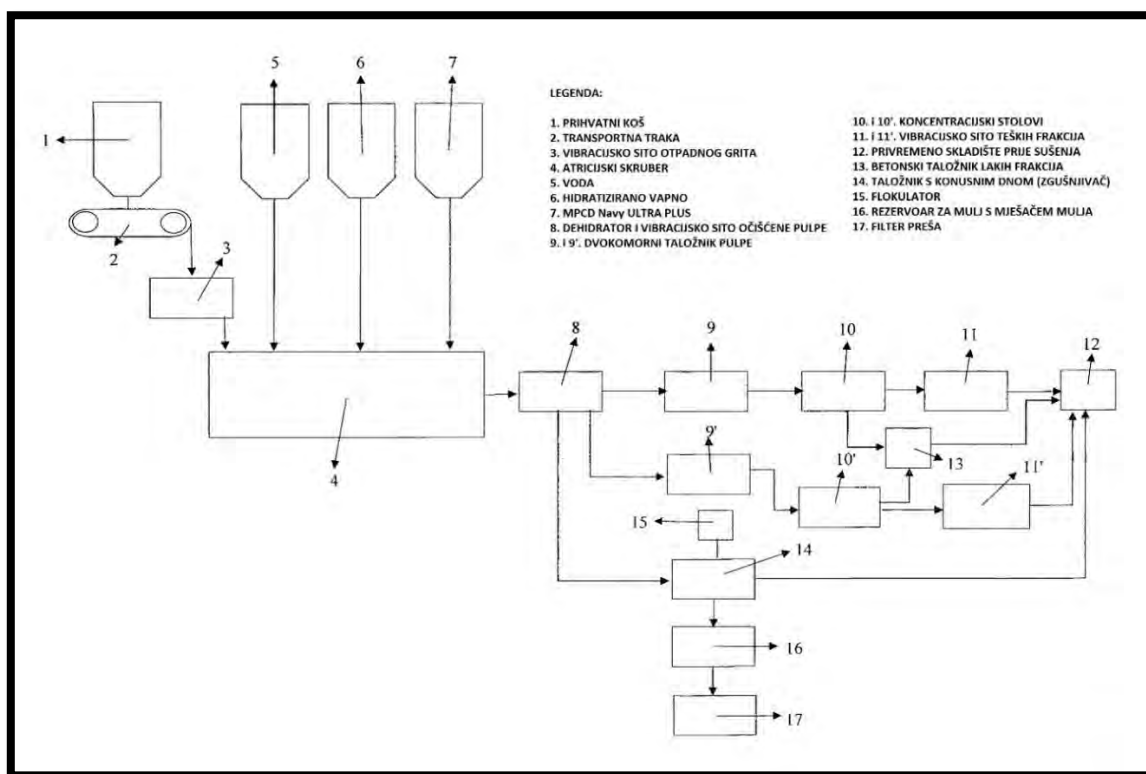 5
6
7
1
2
3
LEGENDA:
1. PRIHVATNI KOŠ
2. TRANSPORTNA TRAKA
3. VIBRACIJSKO SITO OTPADNOG GRITA
4. ATRICIJSKI SKRUBER
5. VODA
6. HIDRATIZIRANO VAPNO
7. MPCD Navy ULTRA PLUS
8. DEHIDRATOR I VIBRACIJSKO SITO OČIŠĆENE PULPE
9. i 9'. DVOKOMORNI TALOŽNIK PULPE
10. i 10'. KONCENTRACIJSKI STOLOVI
11. i 11'. VIBRACIJSKO SITO TEŠKIH FRAKCIJA
12. PRIVREMENO SKLADIŠTE PRIJE SUŠENJA
13. BETONSKI TALOŽNIK LAKIH FRAKCIJA
14. TALOŽNIK S KONUSNIM DNOM (ZGUŠNJIVAČ)
15. FLOKULATOR
16. REZERVOAR ZA MULJ S MJEŠAČEM MULJA
17. FILTER PREŠA
8
9
10
11
12
4
9'
10'
13
11'
15
14
16
17